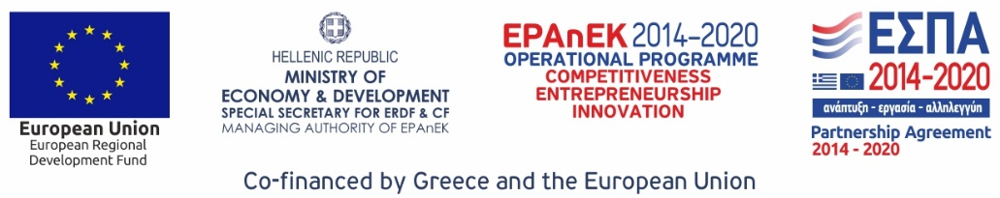 European Union
European Regional
Development Fund
HELLENIC REPUBLIC
MINISTRY OF
ECONOMY & DEVELOPMENT
SPECIAL SECRETARY FOR ERDF & CF
MANAGING AUTHORITY OF EPAnEK
EPAnEK 2014–2020
OPERATIONAL PROGRAMME
COMPETITIVENESS
ENTREPRENEURSHIP
INNOVATION
ΕΣΠΑ
2014-2020
ανάπτυξη - εργασία - αλληλεγγύη
Partnership Agreement
2014 - 2020
Co-financed by Greece and the European Union